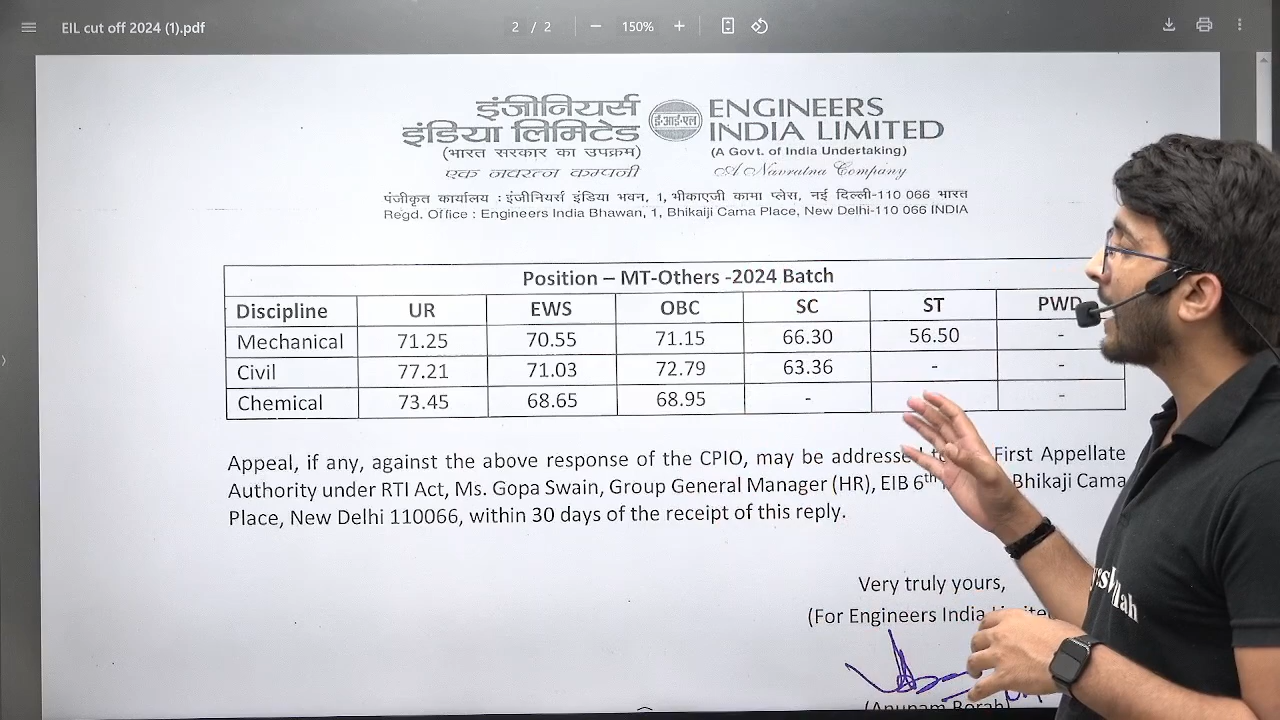 EIL cut off 2024 (1).pdf
2 / 2
150%
इंजीनियर्स
इंडिया लिमिटेड
(भारत सरकार का उपक्रम)
एक नवरत्न कम्पनी
ई.आई.एल
ENGINEERS
INDIA LIMITED
(A Govt. of India Undertaking)
A Navratna Company
पंजीकृत कार्यालय : इंजीनियर्स इंडिया भवन, 1, भीकाएजी कामा प्लेस, नई दिल्ली-110 066 भारत
Regd. Office : Engineers India Bhawan, 1, Bhikaiji Cama Place, New Delhi-110 066 INDIA
Position – MT-Others -2024 Batch
Discipline UR EWS OBC SC ST PWD
Mechanical 71.25 70.55 71.15 66.30 56.50 -
Civil 77.21 71.03 72.79 63.36 - -
Chemical 73.45 68.65 68.95 - -
Appeal, if any, against the above response of the CPIO, may be addressed First Appellate
Authority under RTI Act, Ms. Gopa Swain, Group General Manager (HR), EIB 6th Bhikaji Cama
Place, New Delhi 110066, within 30 days of the receipt of this reply.
Very truly yours,
(For Engineers India Limite
(Anupam Borah)